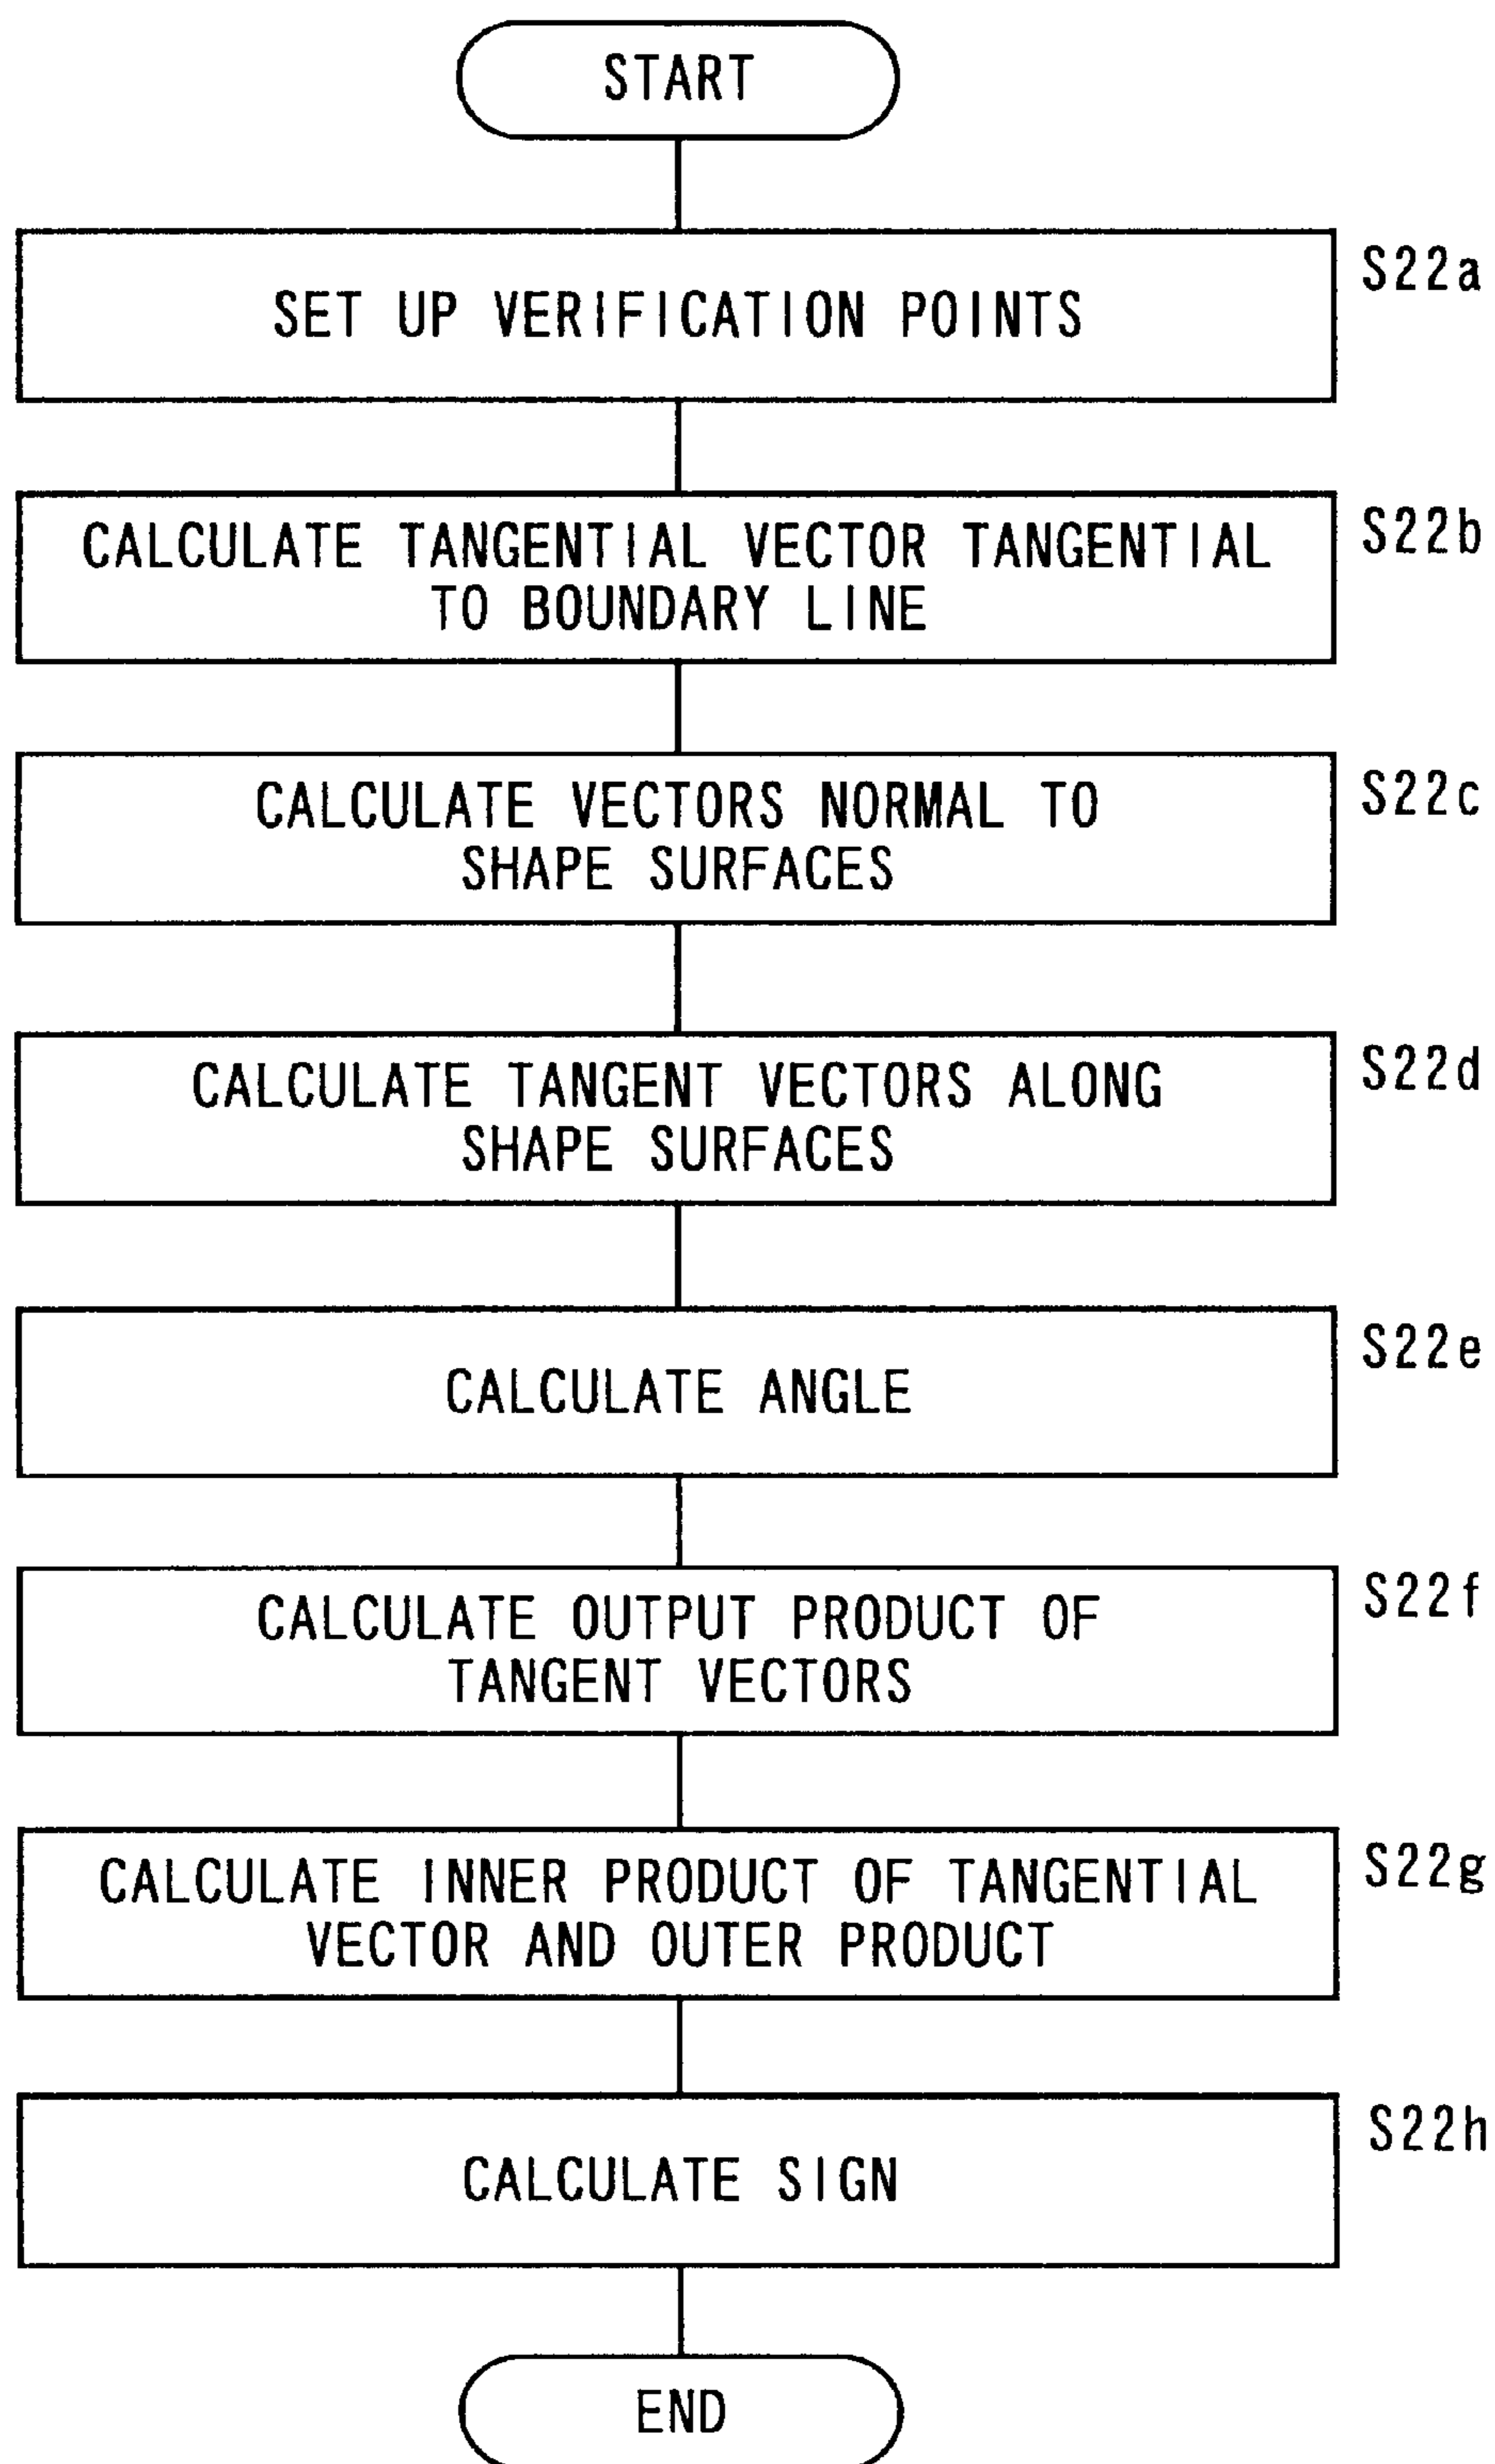 START
SET UP VERIFICATION POINTS
S22a
CALCULATE TANGENTIAL VECTOR TANGENTIAL
TO BOUNDARY LINE
S22b
CALCULATE VECTORS NORMAL TO
SHAPE SURFACES
S22c
CALCULATE TANGENT VECTORS ALONG
SHAPE SURFACES
S22d
CALCULATE ANGLE
S22e
CALCULATE OUTPUT PRODUCT OF
TANGENT VECTORS
S22f
CALCULATE INNER PRODUCT OF TANGENTIAL
VECTOR AND OUTER PRODUCT
S22g
CALCULATE SIGN
S22h
END